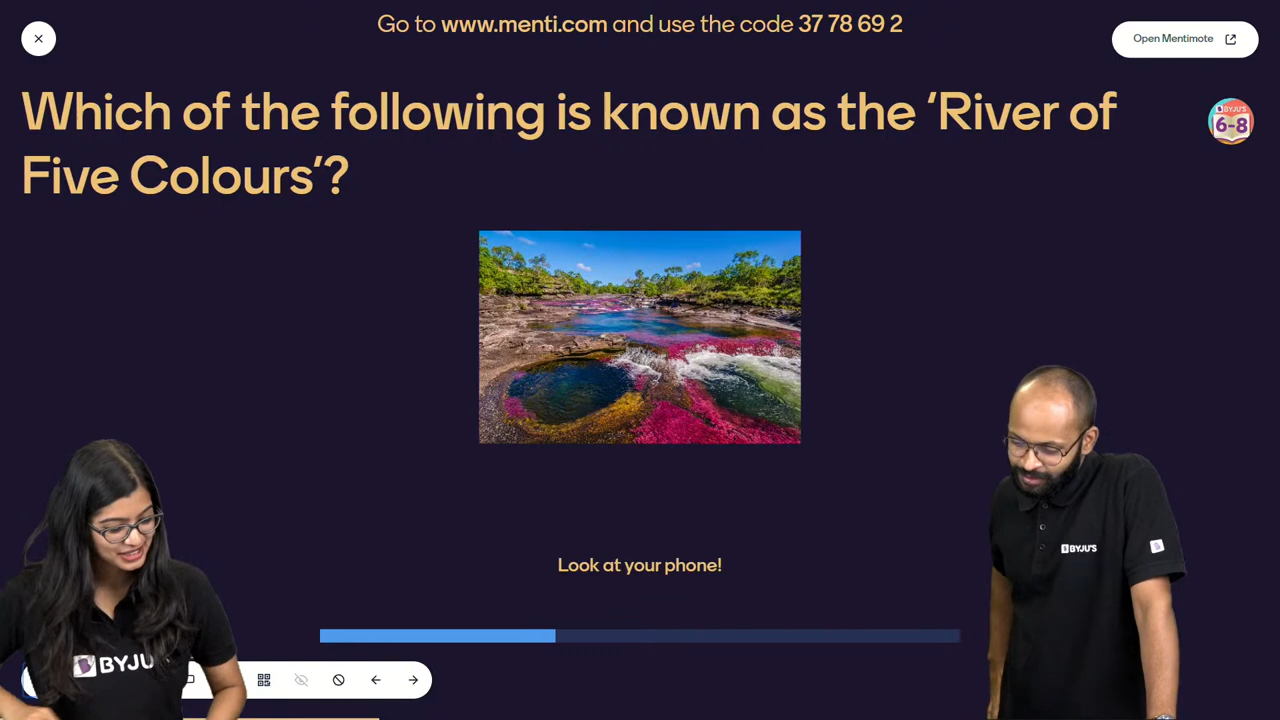 Go to www.menti.com and use the code 37 78 69 2
Open Mentimote
Which of the following is known as the ‘River of
Five Colours’?
BYJU'S
6-8
Look at your phone!
BYJU'S
BYJU